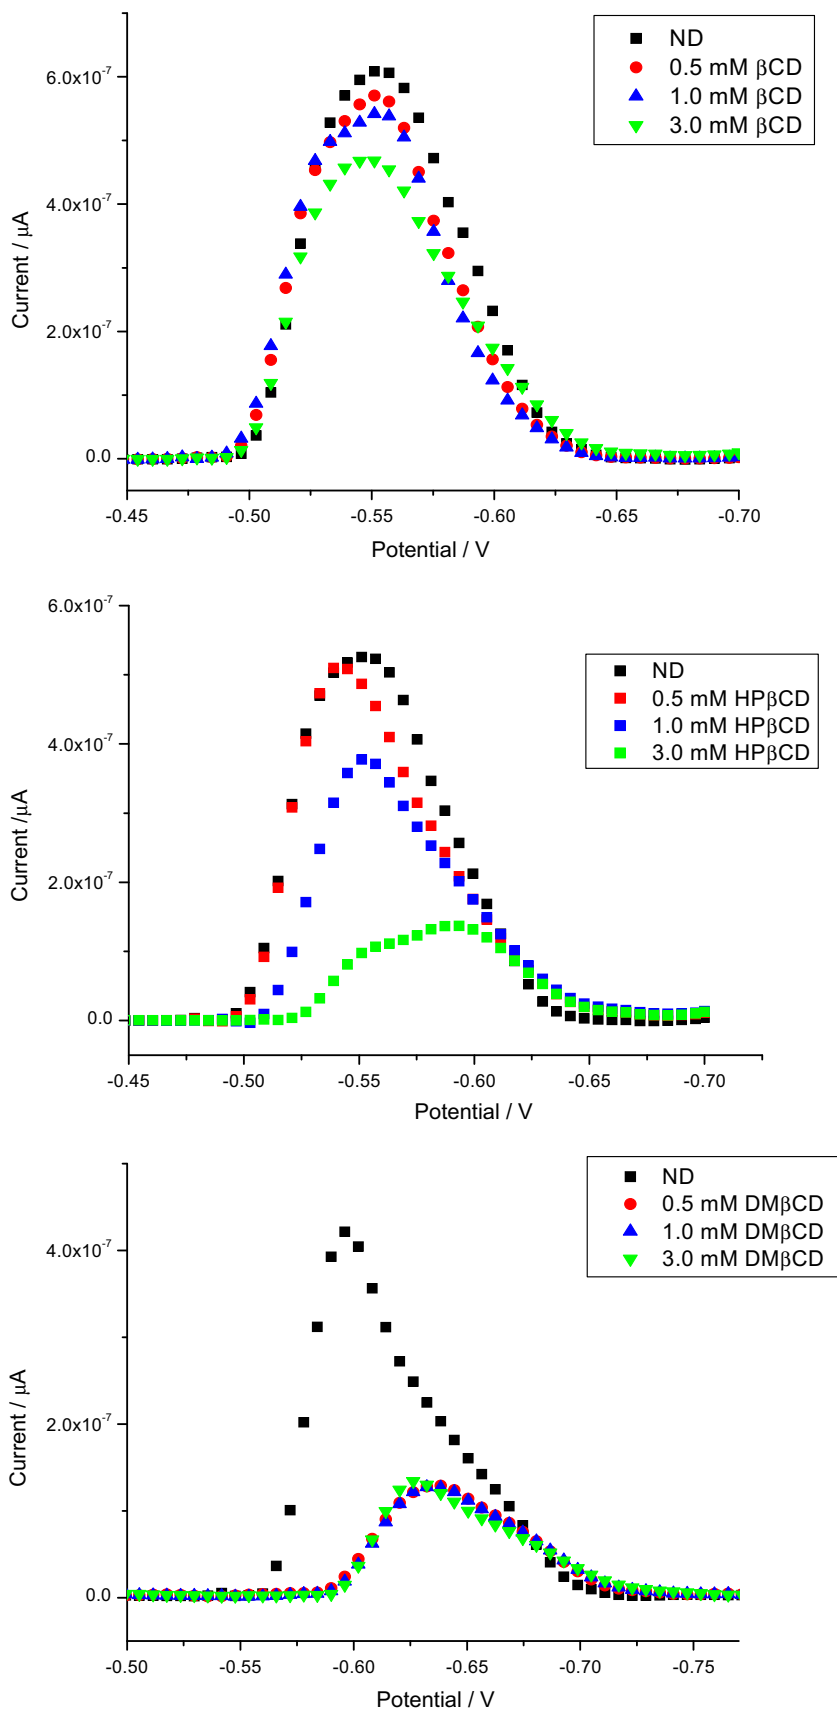 ND
0.5 mM βCD
1.0 mM βCD
3.0 mM βCD
6.0x10⁻⁷
4.0x10⁻⁷
2.0x10⁻⁷
0.0
Current / μA
-0.45 -0.50 -0.55 -0.60 -0.65 -0.70
Potential / V
ND
0.5 mM HPβCD
1.0 mM HPβCD
3.0 mM HPβCD
6.0x10⁻⁷
4.0x10⁻⁷
2.0x10⁻⁷
0.0
Current /μA
-0.45 -0.50 -0.55 -0.60 -0.65 -0.70
Potential / V
ND
0.5 mM DMβCD
1.0 mM DMβCD
3.0 mM DMβCD
4.0x10⁻⁷
2.0x10⁻⁷
0.0
Current / μA
-0.50 -0.55 -0.60 -0.65 -0.70 -0.75
Potential / V